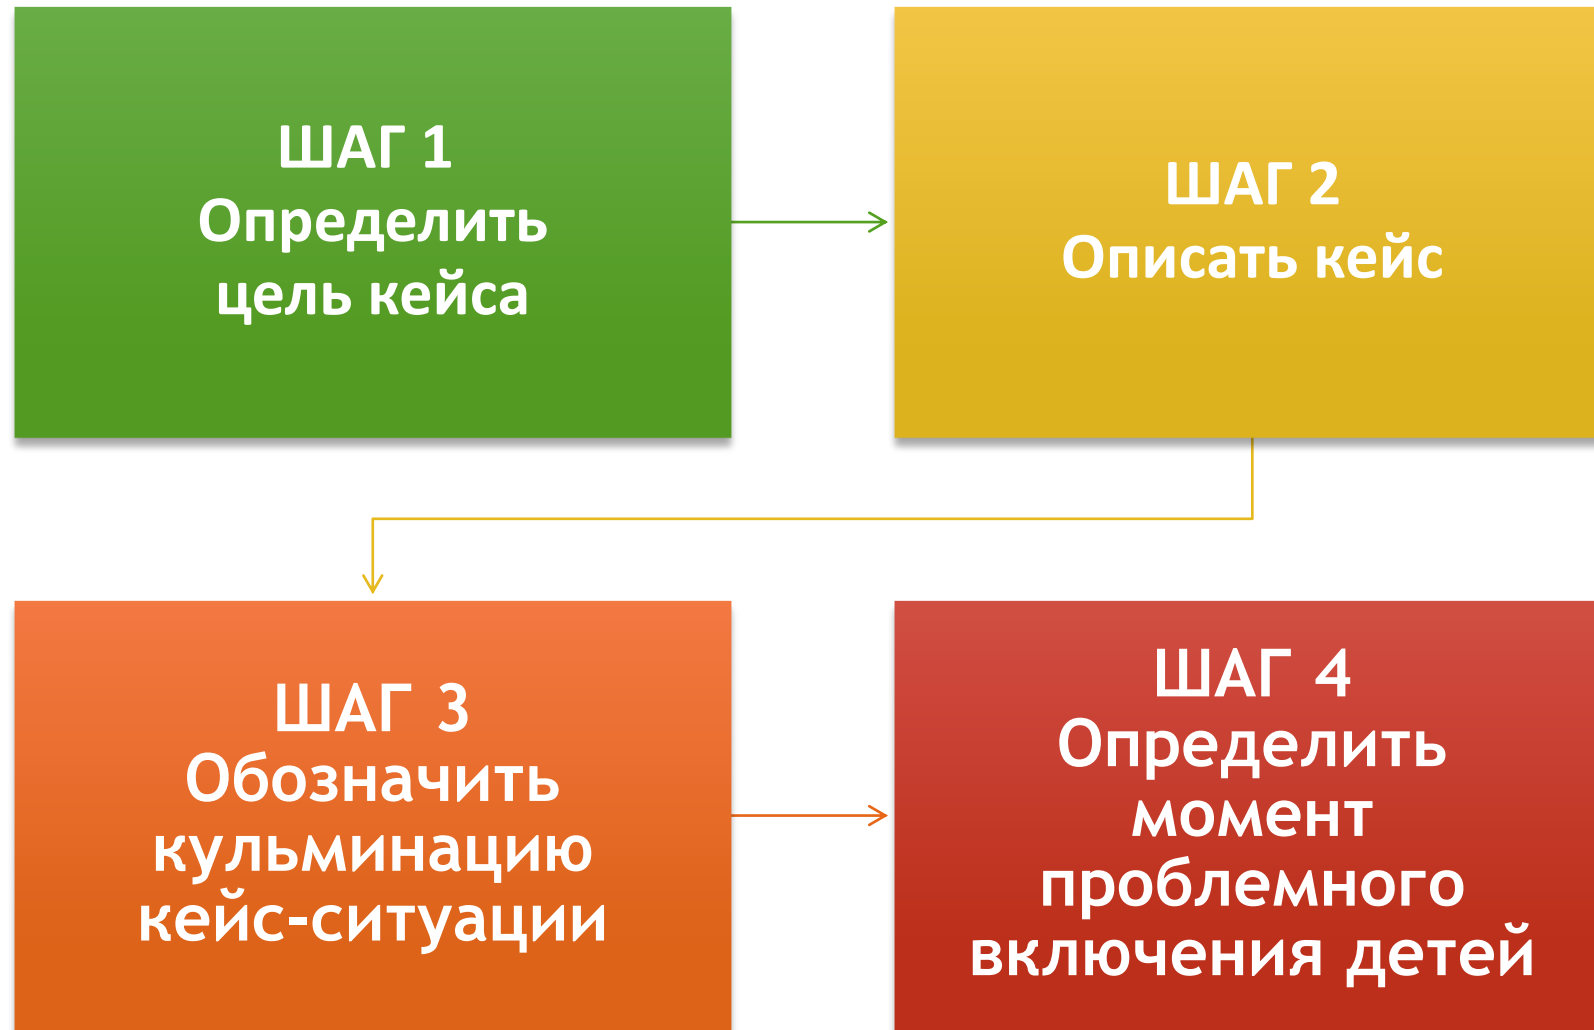 ШАГ 1
Определить
цель кейса
ШАГ 2
Описать кейс
ШАГ 3
Обозначить
кульминацию
кейс-ситуации
ШАГ 4
Определить
момент
проблемного
включения детей